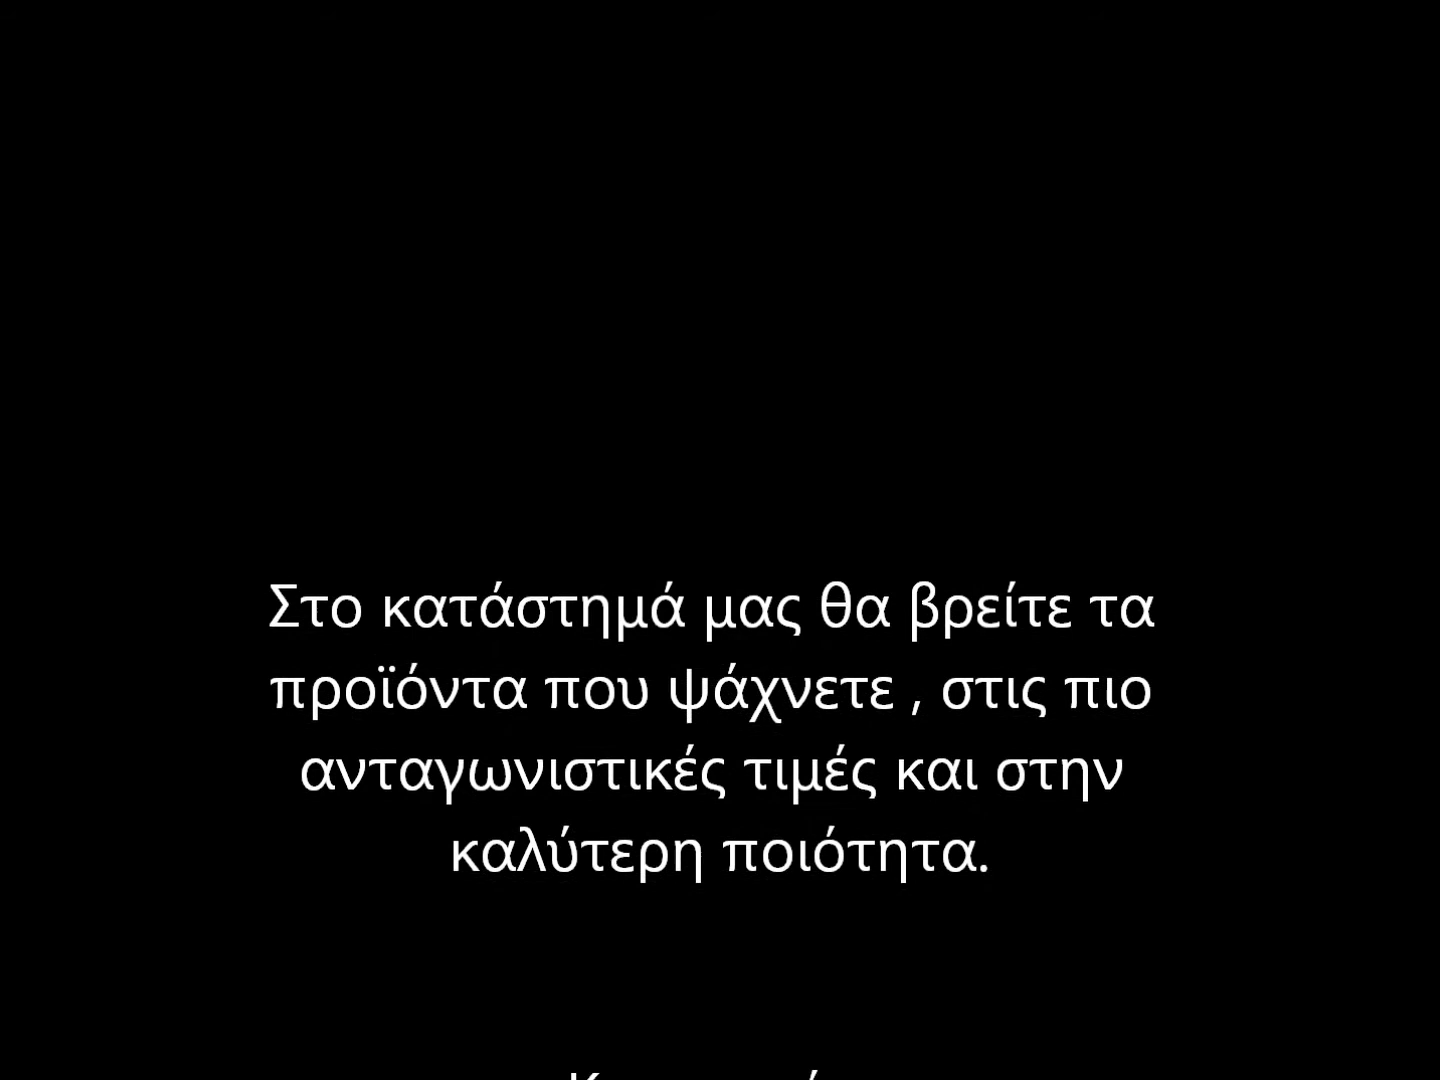 Στο κατάστημά μας θα βρείτε τα
προϊόντα που ψάχνετε , στις πιο
ανταγωνιστικές τιμές και στην
καλύτερη ποιότητα.